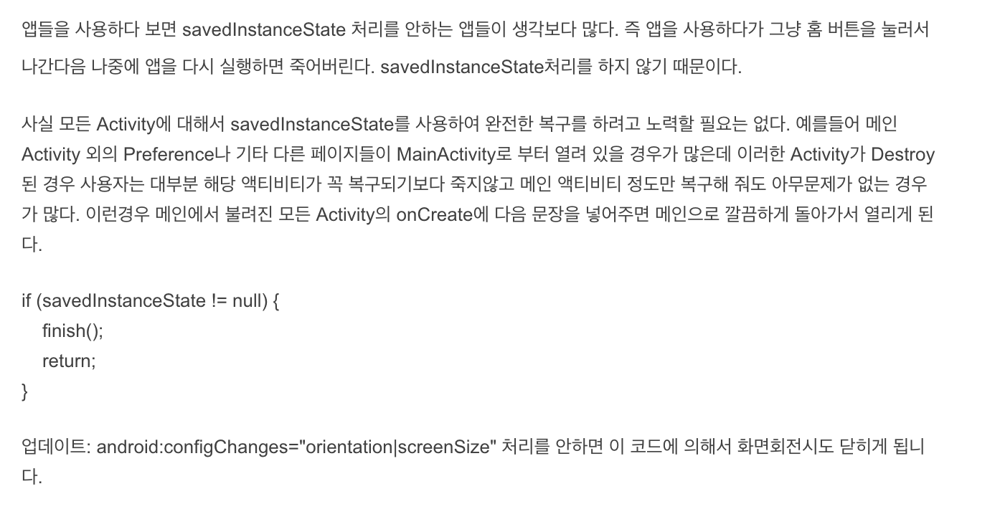 앱들을 사용하다 보면 savedInstanceState 처리를 안하는 앱들이 생각보다 많다. 즉 앱을 사용하다가 그냥 홈 버튼을 눌러서
나간다음 나중에 앱을 다시 실행하면 죽어버린다. savedInstanceState처리를 하지 않기 때문이다.
사실 모든 Activity에 대해서 savedInstanceState를 사용하여 완전한 복구를 하려고 노력할 필요는 없다. 예를들어 메인
Activity 외의 Preference나 기타 다른 페이지들이 MainActivity로 부터 열려 있을 경우가 많은데 이러한 Activity가 Destroy
된 경우 사용자는 대부분 해당 액티비티가 꼭 복구되기보다 죽지않고 메인 액티비티 정도만 복구해 줘도 아무문제가 없는 경우
가 많다. 이런경우 메인에서 불려진 모든 Activity의 onCreate에 다음 문장을 넣어주면 메인으로 깔끔하게 돌아가서 열리게 된
다.
if (savedInstanceState != null) {
    finish();
    return;
}
업데이트: android:configChanges="orientation|screenSize" 처리를 안하면 이 코드에 의해서 화면회전시도 닫히게 됩니
다.